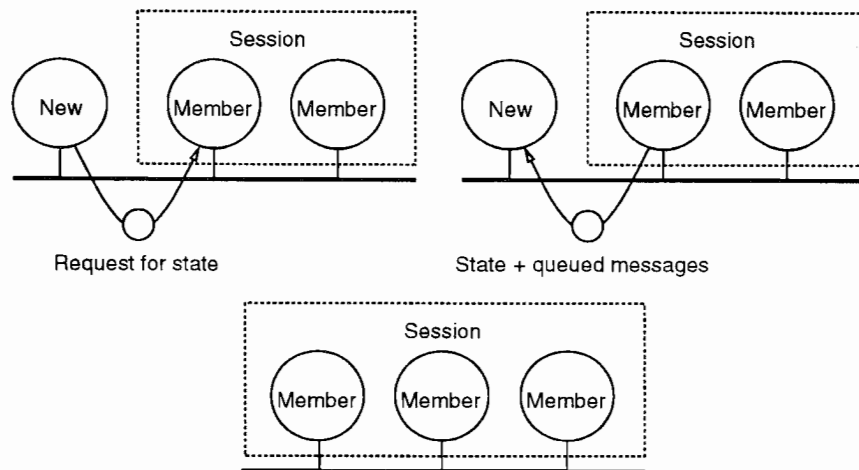 Session
New
Member
Member
Request for state
Session
New
Member
Member
State + queued messages
Session
Member
Member
Member